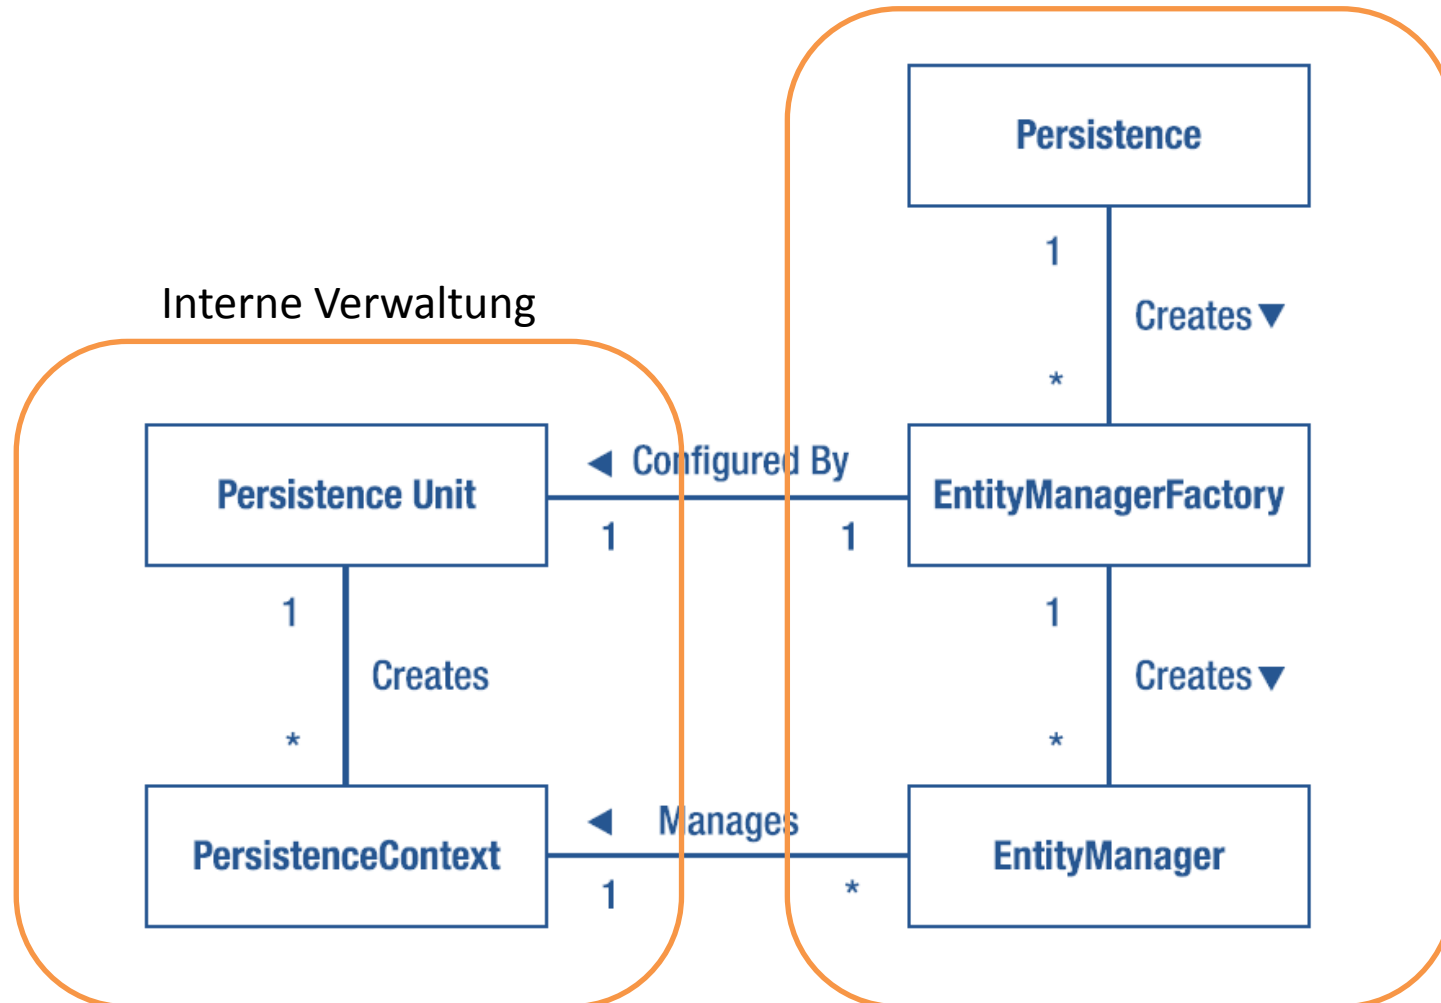 Persistence
1
Creates ▼
*
Interne Verwaltung
Persistence Unit
◀ Configured By
1
1
EntityManagerFactory
1
Creates
*
1
Creates ▼
*
PersistenceContext
◀ Manages
1
*
EntityManager